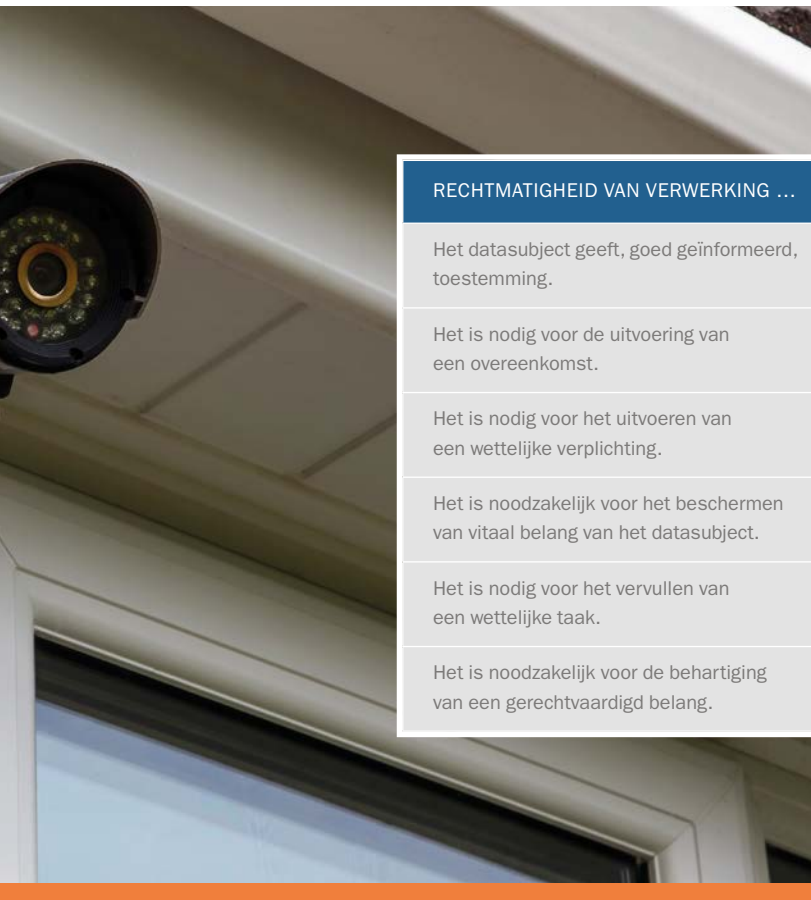 RECHTMATIGHEID VAN VERWERKING ...
Het datasubject geeft, goed geïnformeerd,
toestemming.
Het is nodig voor de uitvoering van
een overeenkomst.
Het is nodig voor het uitvoeren van
een wettelijke verplichting.
Het is noodzakelijk voor het beschermen
van vitaal belang van het datasubject.
Het is nodig voor het vervullen van
een wettelijke taak.
Het is noodzakelijk voor de behartiging
van een gerechtvaardigd belang.